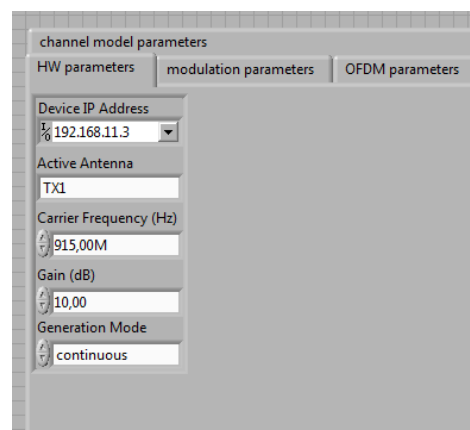 channel model parameters
HW parameters modulation parameters OFDM parameters
Device IP Address
192.168.11.3
Active Antenna
TX1
Carrier Frequency (Hz)
915,00M
Gain (dB)
10,00
Generation Mode
continuous